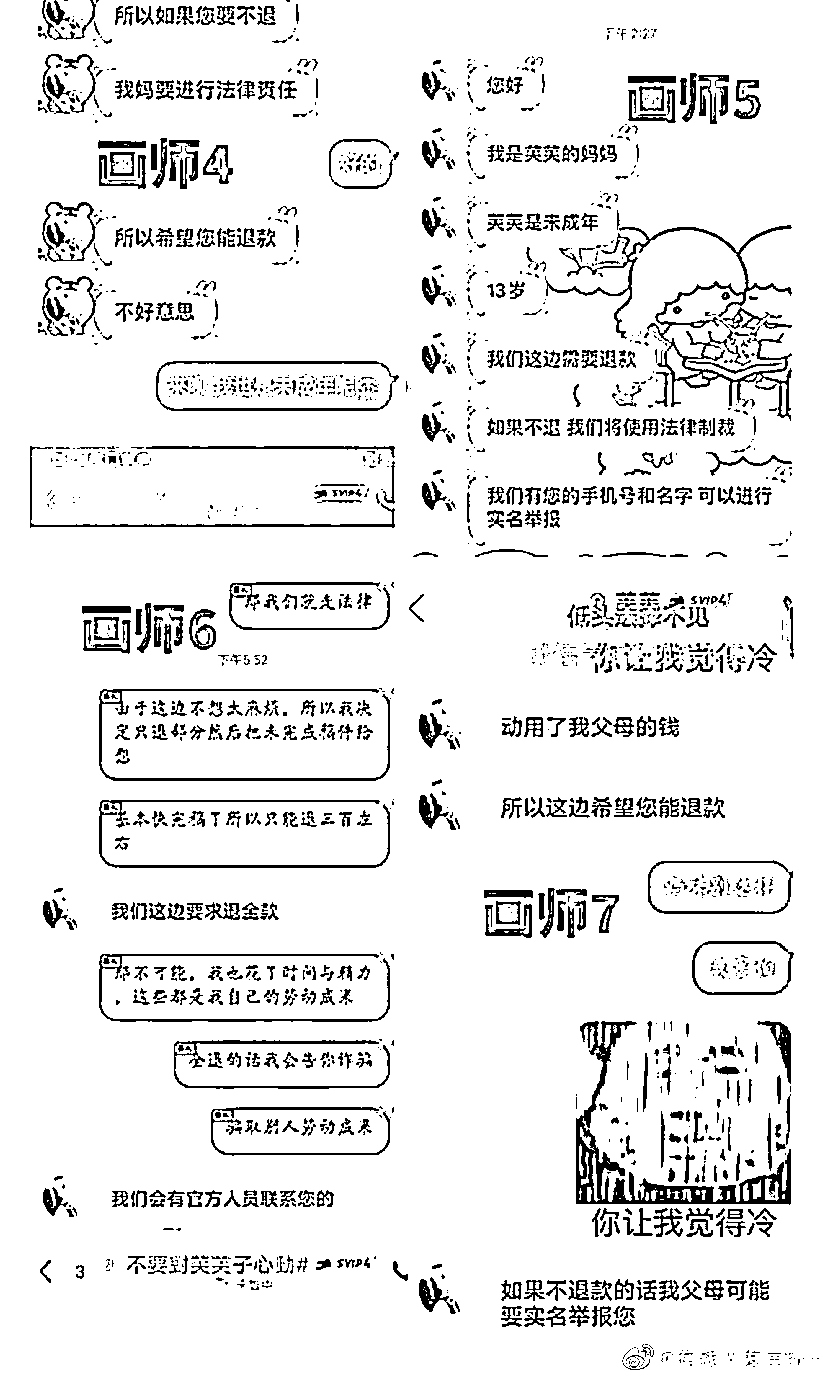 所以如果您要不退
我妈要进行法律责任
画师4
所以希望您能退款
不好意思
SVIP4
下午2:27
画师5
您好
我是芙芙的妈妈
芙芙是未成年
13岁
我们这边需要退款
如果不退 我们将使用法律制裁
我们有您的手机号和名字 可以进行
实名举报
画师6
那我们就走法律
下午5:52
由于这边不想太麻烦。所以我决
定只退部分然后把未完成稿件给
您
基本快完稿了所以只能退三百左
右
我们这边要求退全款
那不可能。我也花了时间与精力
，这些都是我自己的劳动成果
全退的话我会告你诈骗
骗取别人劳动成果
我们会有官方人员联系您的
3
不要對芙芙子心動# SVIP4
SVIP4
你让我觉得冷
动用了我父母的钱
所以这边希望您能退款
画师7
你让我觉得冷
如果不退款的话我父母可能
要实名举报您